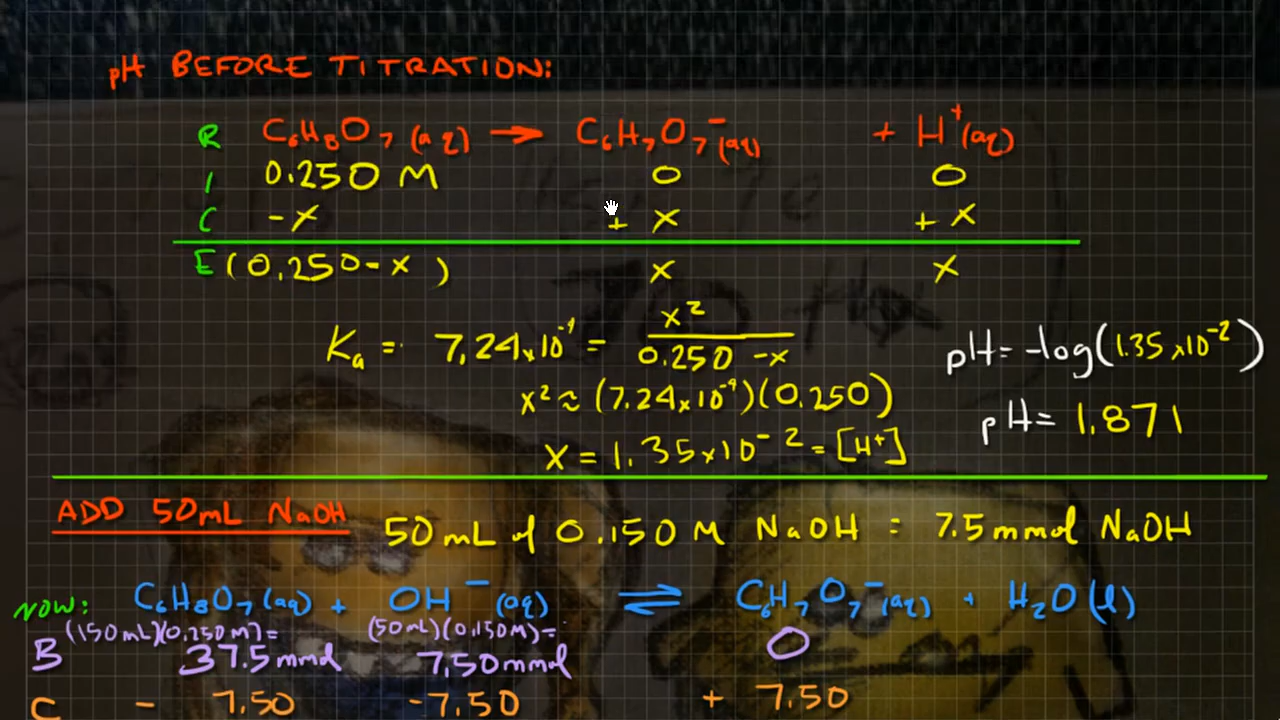 pH BEFORE TITRATION:
R C₆H₈O₇ (aq) → C₆H₇O₇⁻(aq) + H⁺(aq)
I 0.250 M 0 0
C -x + x + x
E (0.250-x) x x
Ka = 7.24x10⁻⁴ = x² / 0.250 -x
pH= -log(1.35x10⁻²)
x² ≈ (7.24x10⁻⁴)(0.250)
pH= 1.871
x = 1.35x10⁻² = [H⁺]
ADD 50mL NaOH
50mL of 0.150 M NaOH = 7.5 mmol NaOH
NOW: C₆H8O₇ (aq) + OH⁻ (aq) ⇌ C₆H₇O₇⁻(aq) + H₂O(l)
(150mL)(0.250M)= (50mL)(0.150M)=
B 37.5mmol 7.50mmol 0
C - 7.50 -7.50 + 7.50